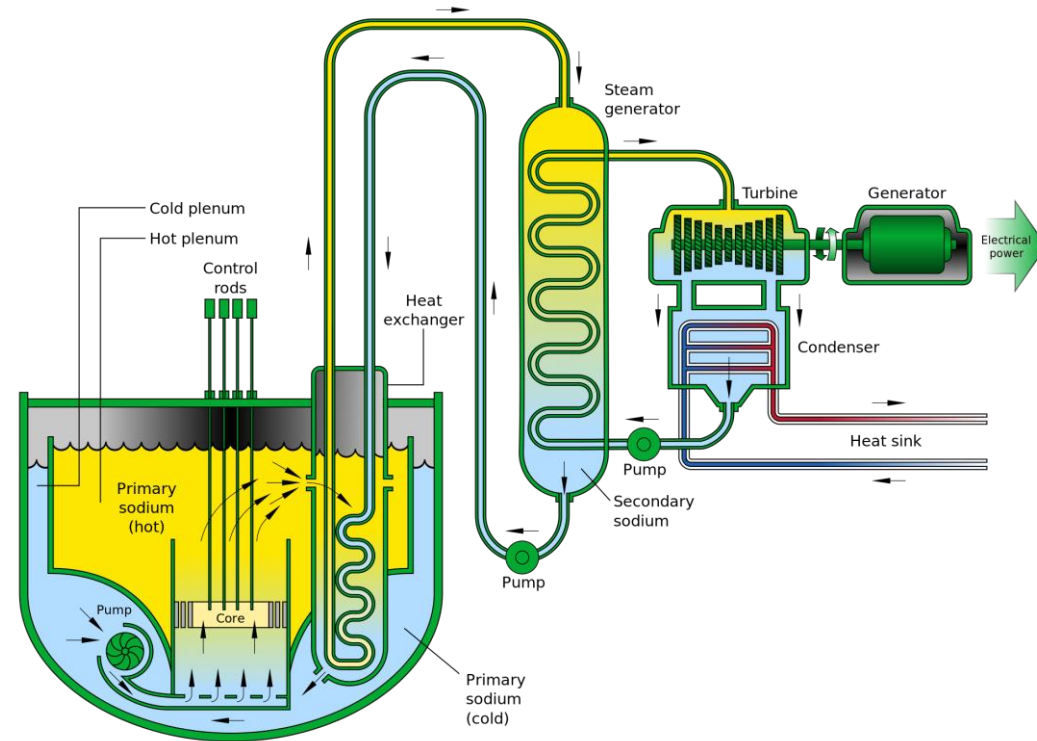 Steam
generator
Turbine
Generator
Cold plenum
Hot plenum
Electrical
power
Control
rods
Heat
exchanger
Condenser
Heat sink
Pump
Primary
sodium
(hot)
Secondary
sodium
Pump
Pump
Core
Primary
sodium
(cold)